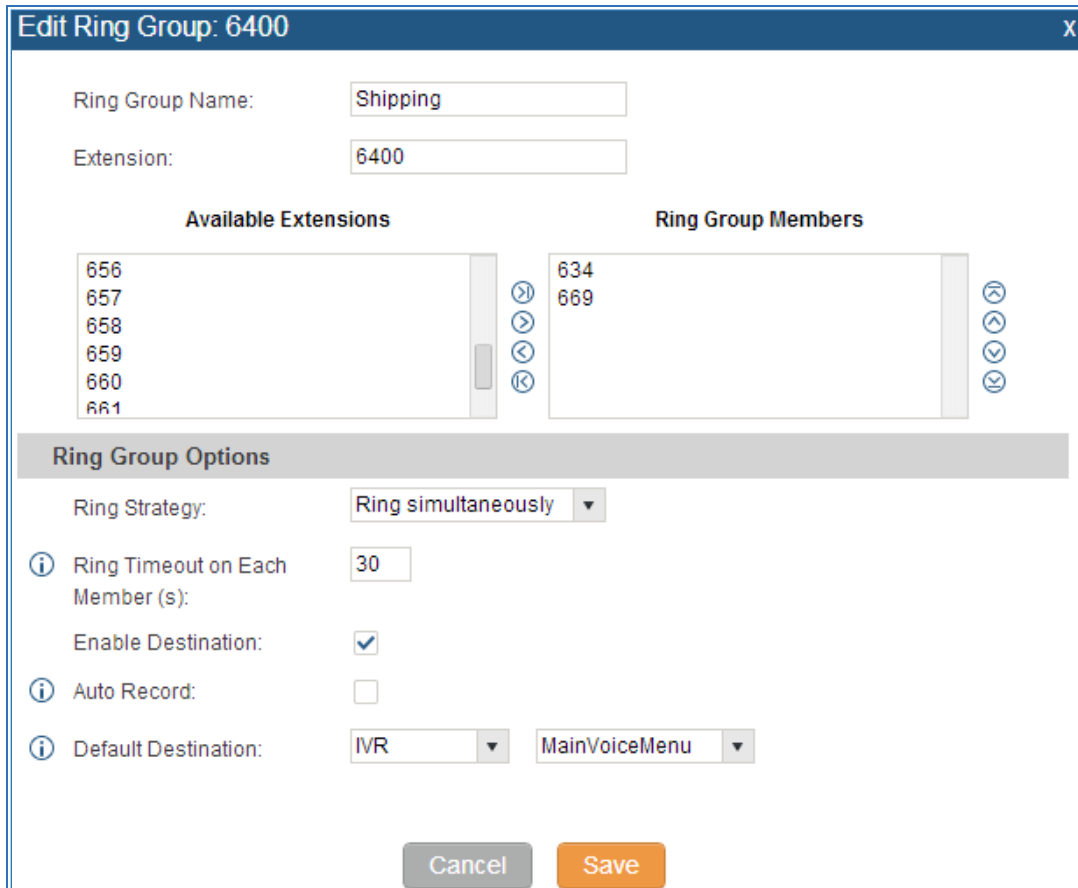 Edit Ring Group: 6400
X
Ring Group Name:
Shipping
Extension:
6400
Available Extensions
Ring Group Members
656
657
658
659
660
661
634
669
Ring Group Options
Ring Strategy:
Ring simultaneously
Ring Timeout on Each
Member (s):
30
Enable Destination:
Auto Record:
Default Destination:
IVR
MainVoiceMenu
Cancel
Save